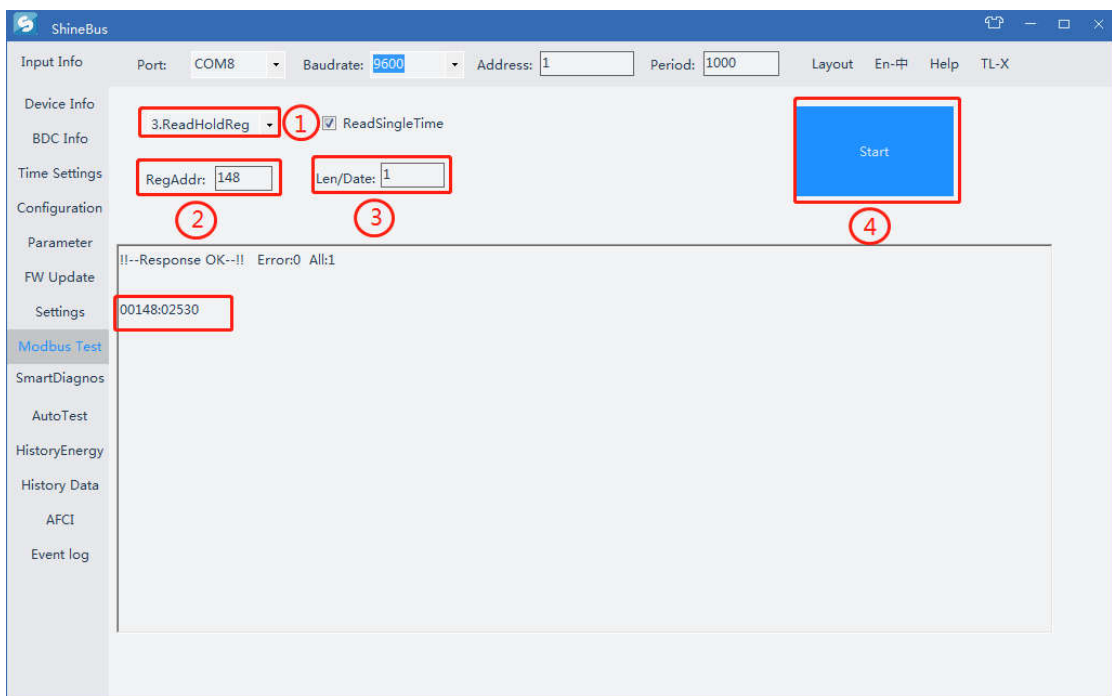 ShineBus
Input Info
Port: COM8 Baudrate: 9600 Address: 1 Period: 1000 Layout En-中 Help TL-X
Device Info
BDC Info
Time Settings
Configuration
Parameter
FW Update
Settings
Modbus Test
SmartDiagnos
AutoTest
HistoryEnergy
History Data
AFCI
Event log
3.ReadHoldReg 1 ReadSingleTime
RegAddr: 148 Len/Date: 1
2 3
Start
4
!!--Response OK--!! Error:0 All:1
00148:02530